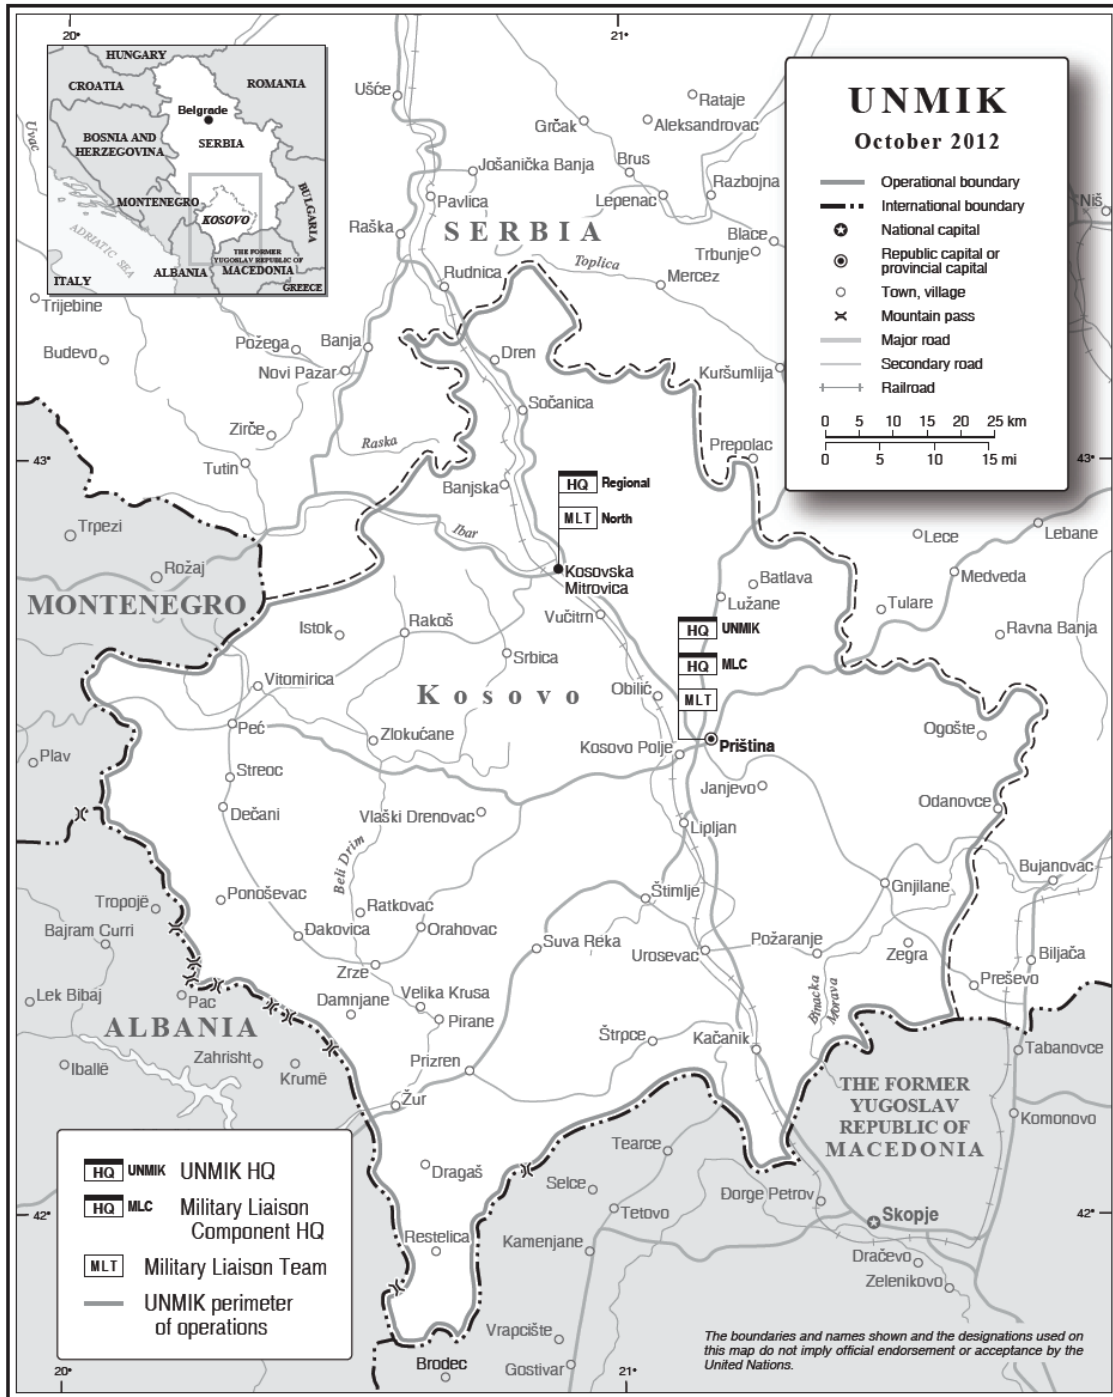 20°
21°
HUNGARY
CROATIA
ROMANIA
Belgrade
BOSNIA AND
HERZEGOVINA
SERBIA
MONTENEGRO
KOSOVO
BULGARIA
ADRIATIC SEA
THE FORMER
YUGOSLAV REPUBLIC OF
MACEDONIA
ALBANIA
ITALY
GREECE
Uvac
UNMIK
October 2012
Operational boundary
International boundary
National capital
Republic capital or
provincial capital
Town, village
Mountain pass
Major road
Secondary road
Railroad
0 5 10 15 20 25 km
0 5 10 15 mi
Ušće
Rataje
Grčak
Aleksandrovac
Jošanička Banja
Brus
Pavlica
Lepenac
Razbojna
Niš
Raška
SERBIA
Blace
Trbunje
Toplica
Rudnica
Mercez
Trijebine
Požega
Banja
Budevo
Dren
Novi Pazar
Kuršumlija
Sočanica
Zirče
Raska
Prepolac
43°
43°
Tutin
Banjska
HQ Regional
MLT North
Trpezi
Ibar
Lece
Lebane
Rožaj
Kosovska
Mitrovica
Batlava
Medveda
MONTENEGRO
Lužane
Tulare
Vučitrn
Istok
Rakoš
HQ UNMIK
Ravna Banja
Srbica
HQ MLC
Vitomirica
Kosovo
Obilić
MLT
Peć
Ogošte
Zlokućane
Kosovo Polje
Priština
Plav
Streoc
Janjevo
Dečani
Vlaški Drenovac
Odanovce
Lipljan
Beli Drim
Bujanovac
Ponoševac
Štimlje
Gnjilane
Tropojë
Ratkovac
Bajram Curri
Đakovica
Orahovac
Suva Reka
Požaranje
Urosevac
Zegra
Biljača
Zrze
Preševo
Lek Bibaj
Pac
Damnjane
Velika Krusa
Binacka
Morava
Pirane
ALBANIA
Štrpce
Kačanik
Iballë
Zahrisht
Krumë
Prizren
Tabanovce
Žur
THE FORMER
YUGOSLAV
REPUBLIC OF
MACEDONIA
Komonovo
Tearce
Dragaš
Selce
Đorge Petrov
42°
42°
Tetovo
Skopje
Restelica
Kamenjane
Dračevo
Zelenikovo
Vrapcište
Brodec
Gostivar
20°
21°
HQ UNMIK UNMIK HQ
HQ MLC Military Liaison
Component HQ
MLT Military Liaison Team
UNMIK perimeter
of operations
The boundaries and names shown and the designations used on
this map do not imply official endorsement or acceptance by the
United Nations.